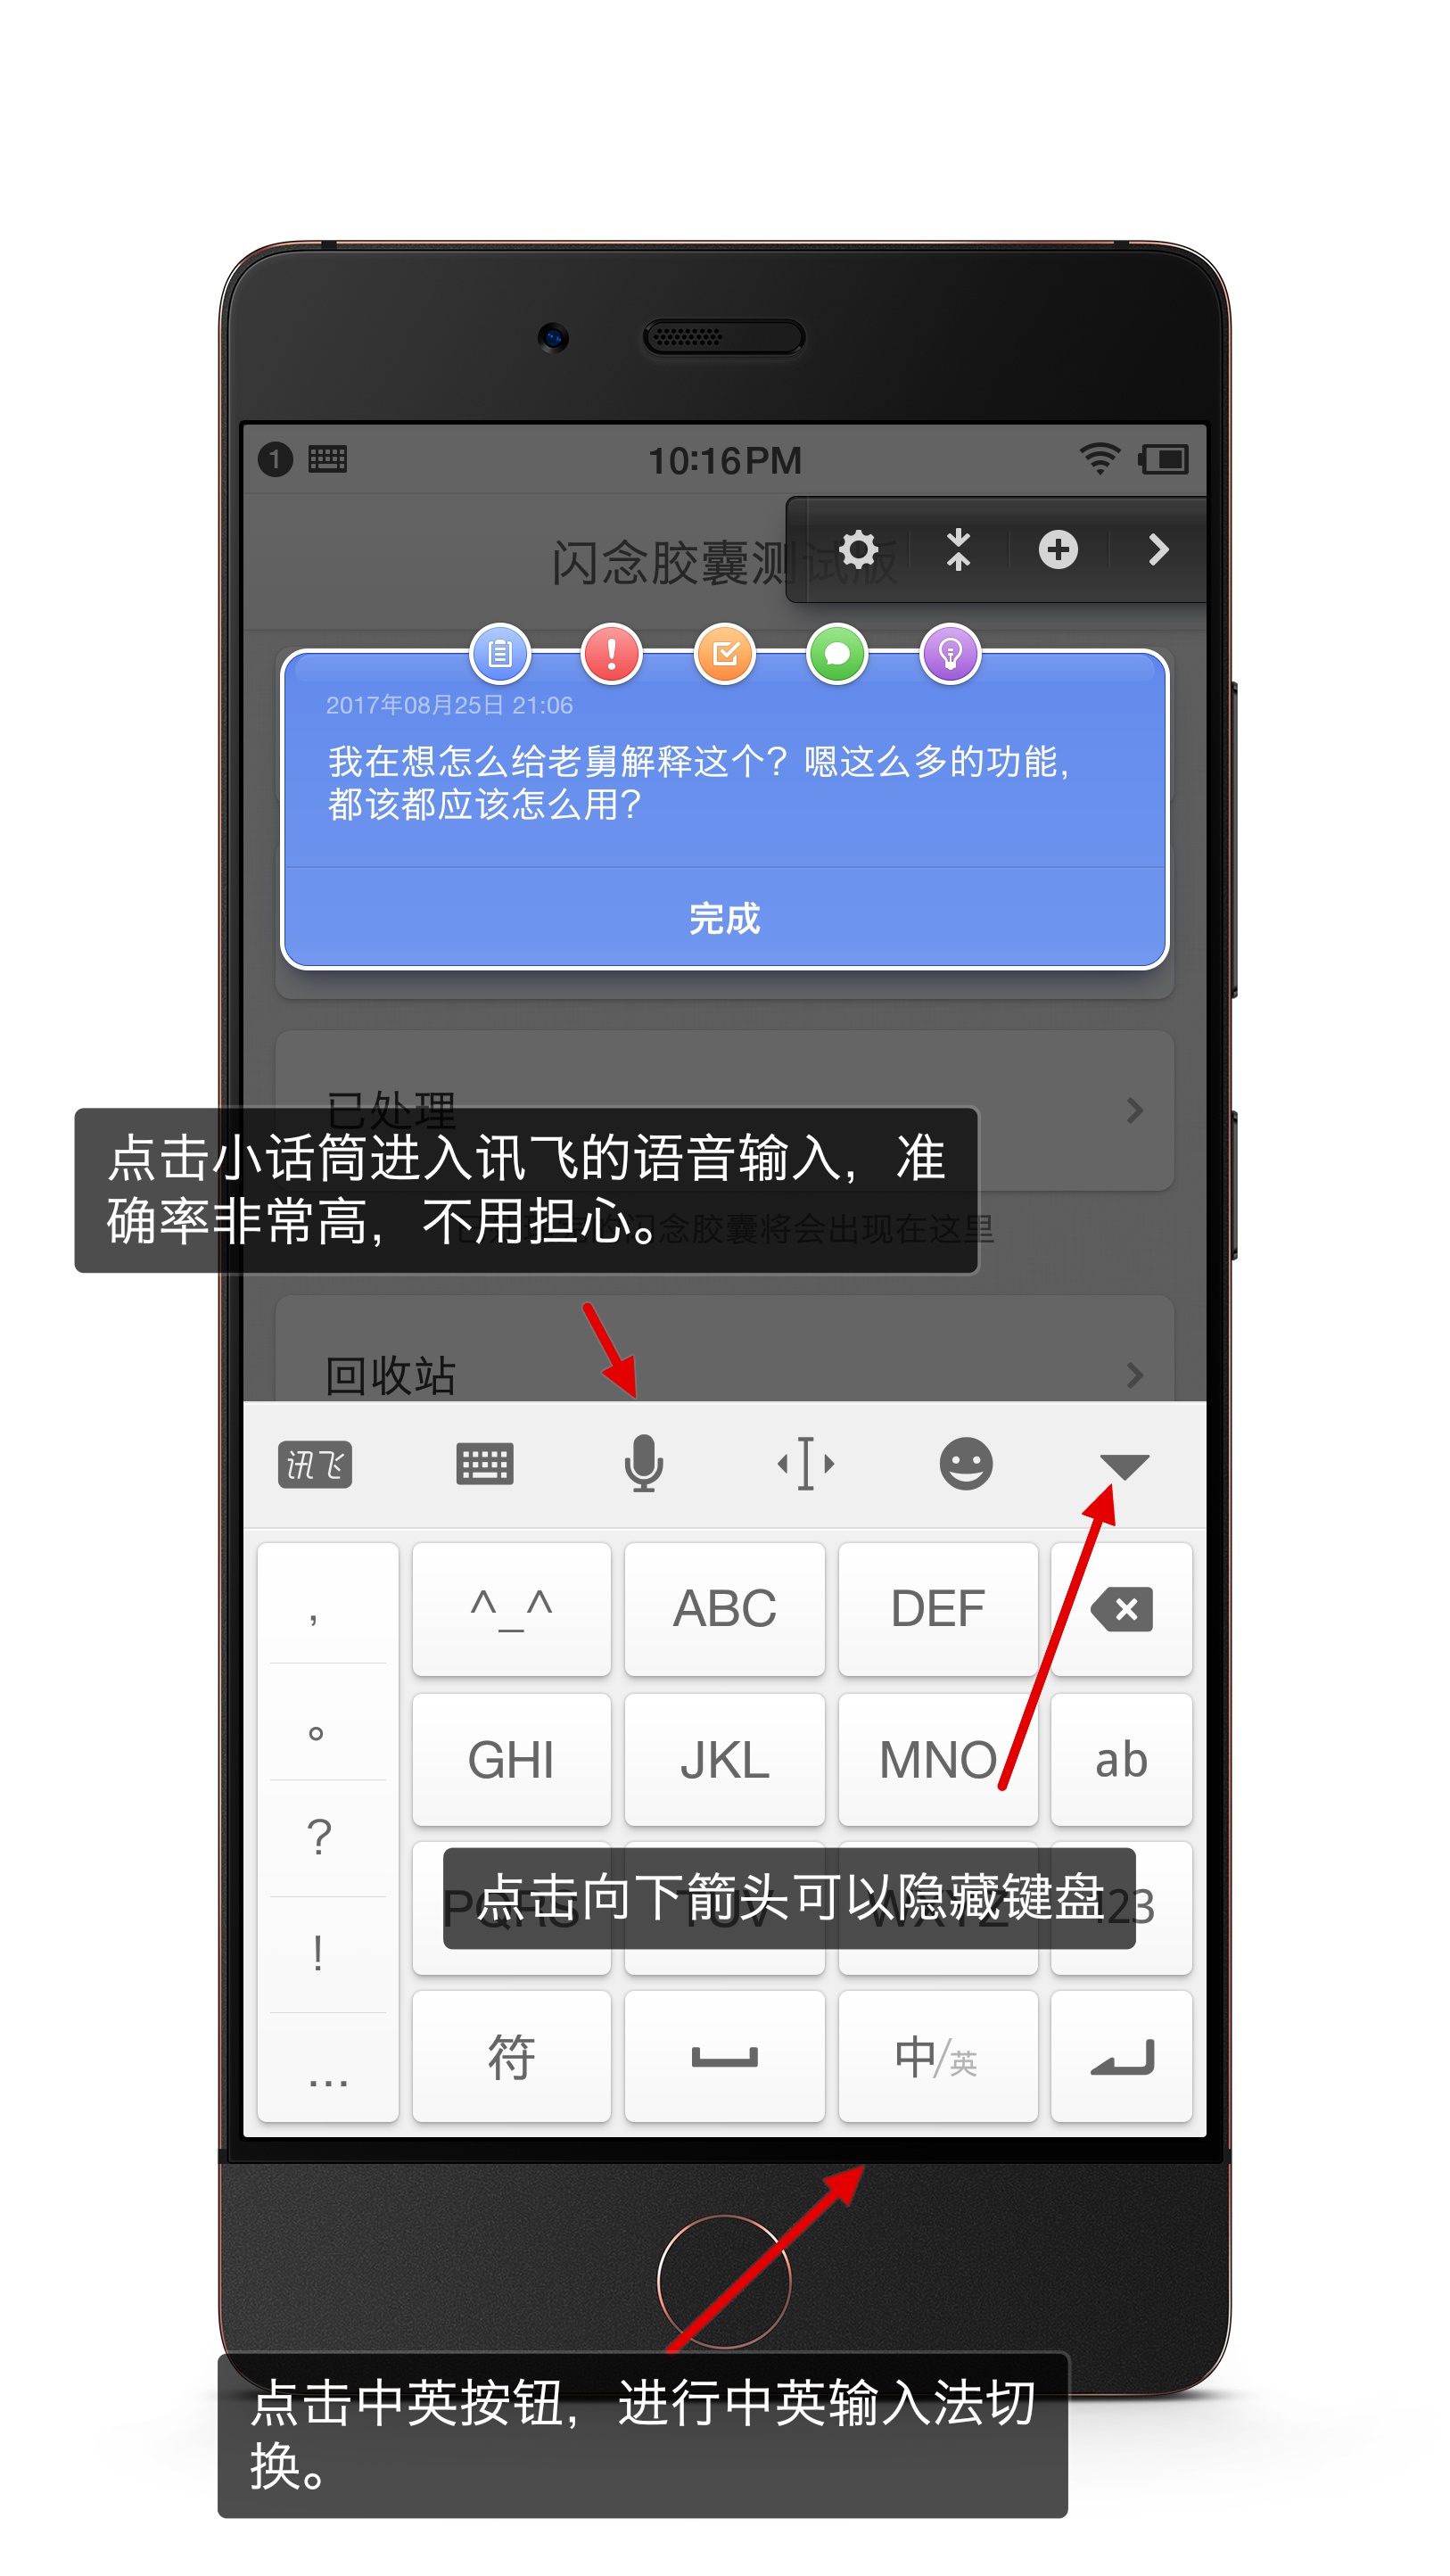 1
10:16 PM
闪念胶囊测试版
2017年08月25日 21:06
我在想怎么给老舅解释这个？嗯这么多的功能，
都该都应该怎么用？
完成
已处理
点击小话筒进入讯飞的语音输入，准
确率非常高，不用担心。
闪念胶囊将会出现在这里
回收站
讯飞
， ^_^ ABC DEF
。 GHI JKL MNO ab
？ PQRS TUV WXYZ 123
点击向下箭头可以隐藏键盘
！
... 符 中/英
点击中英按钮，进行中英输入法切
换。